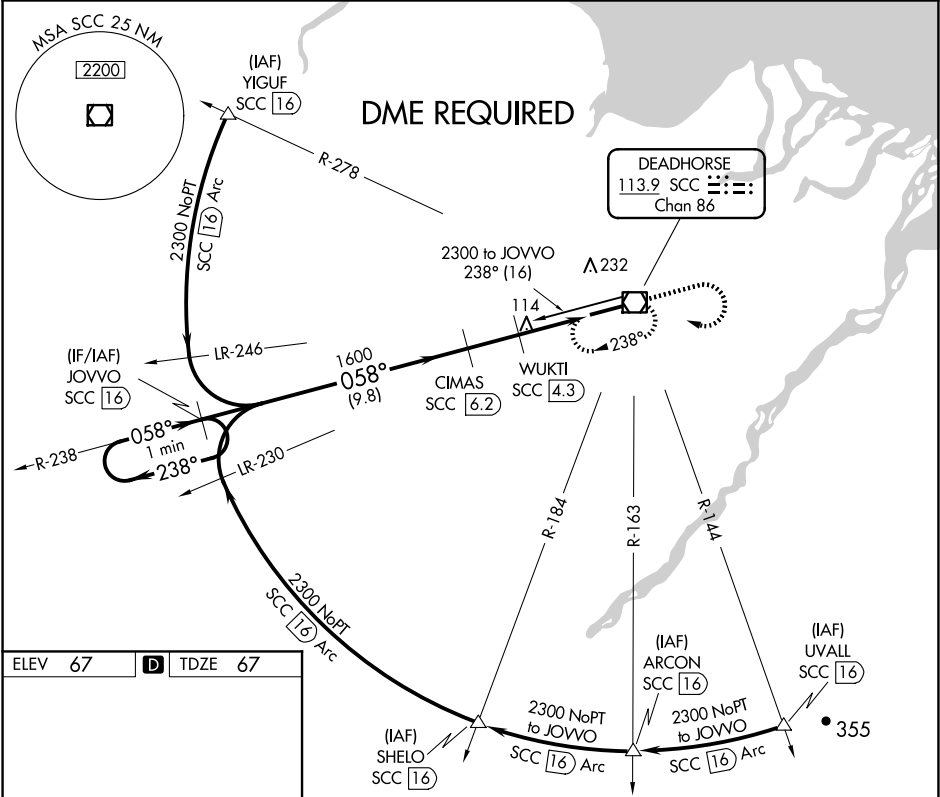 MSA SCC 25 NM
2200
(IAF)
YIGUF
SCC 16
DME REQUIRED
R-278
DEADHORSE
113.9 SCC
Chan 86
2300 NoPT
SCC 16 Arc
2300 to JOVVO
238° (16)
232
114
238°
LR-246
(IF/IAF)
JOVVO
SCC 16
1600
058°
(9.8)
CIMAS
SCC 6.2
WUKTI
SCC 4.3
R-238
058°
1 min
238°
LR-230
R-184
R-163
R-144
2300 NoPT
SCC 16 Arc
(IAF)
SHELO
SCC 16
2300 NoPT
to JOVVO
SCC 16 Arc
(IAF)
ARCON
SCC 16
2300 NoPT
to JOVVO
SCC 16 Arc
(IAF)
UVALL
SCC 16
355
ELEV 67 D TDZE 67